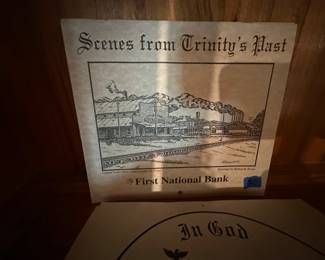 Scenes from Trinity's Past
First National Bank
In God